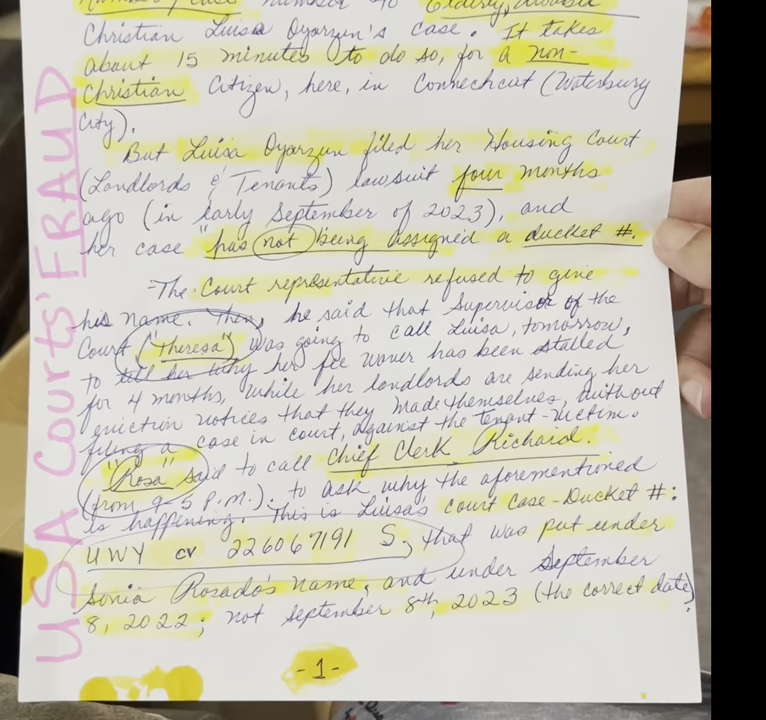 number/case number to Elderly, disabled
Christian Luisa Oyarzun's case. It takes
about 15 minutes to do so, for a non-
Christian Citizen, here, in Connecticut (Waterbury
City).
But Luisa Oyarzun filed her Housing Court
(Landlords & Tenants) lawsuit four months
ago (in early September of 2023), and
her case "has not being assigned a ducket #.
-The Court representative refused to give
his name. Then, he said that Supervisor of the
Court ("Theresa") was going to call Luisa, tomorrow,
to tell her why her fee waver has been stalled
for 4 months, while her landlords are sending her
eviction notices that they made themselves, without
filing a case in court, against the tenant-victim.
"Rosa" said to call Chief Clerk Richard.
(from 9-5 P.M.). to ask why the aforementioned
is happening. This is Luisa's court case-Ducket #:
UWY CV 226067191 S; that was put under
Sonia Rosado's name, and under September
8, 2022; not September 8th, 2023 (the correct date).
-1-
USA Courts' FRAUD